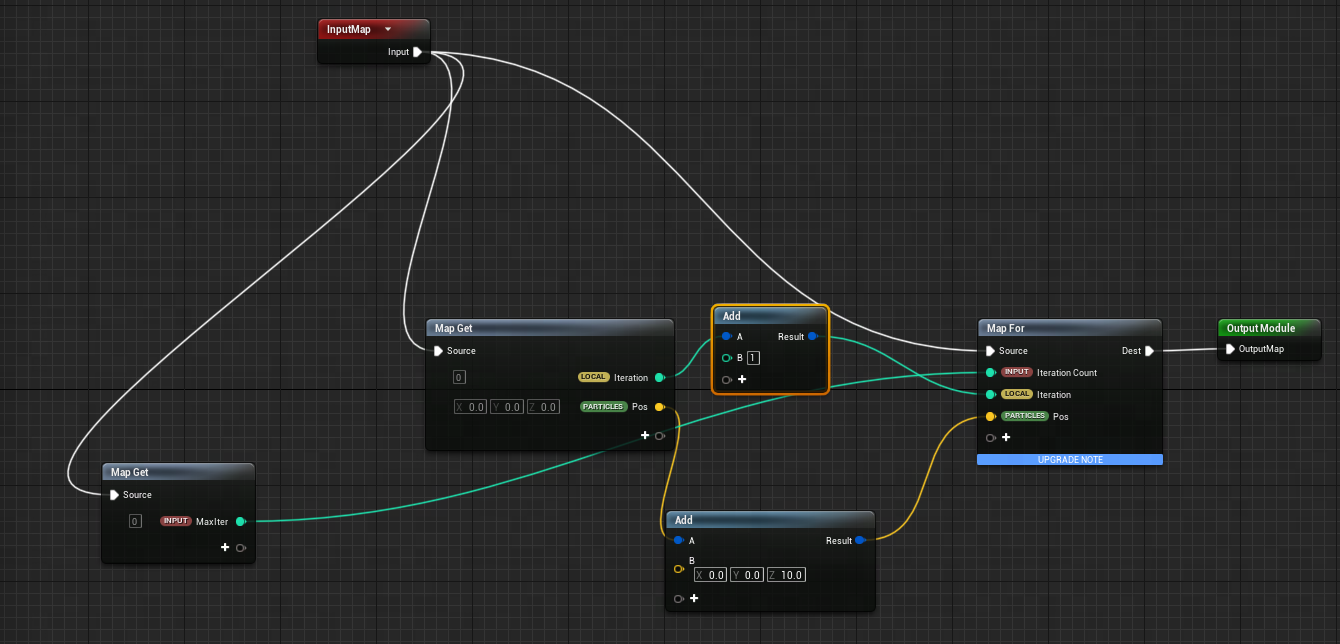 InputMap
Input
Map Get
Source
0
LOCAL Iteration
X 0.0 Y 0.0 Z 0.0
PARTICLES Pos
Add
A
Result
B 1
Map For
Source
Dest
INPUT Iteration Count
LOCAL Iteration
PARTICLES Pos
UPGRADE NOTE
Output Module
OutputMap
Map Get
Source
0
INPUT MaxIter
Add
A
Result
B
X 0.0 Y 0.0 Z 10.0